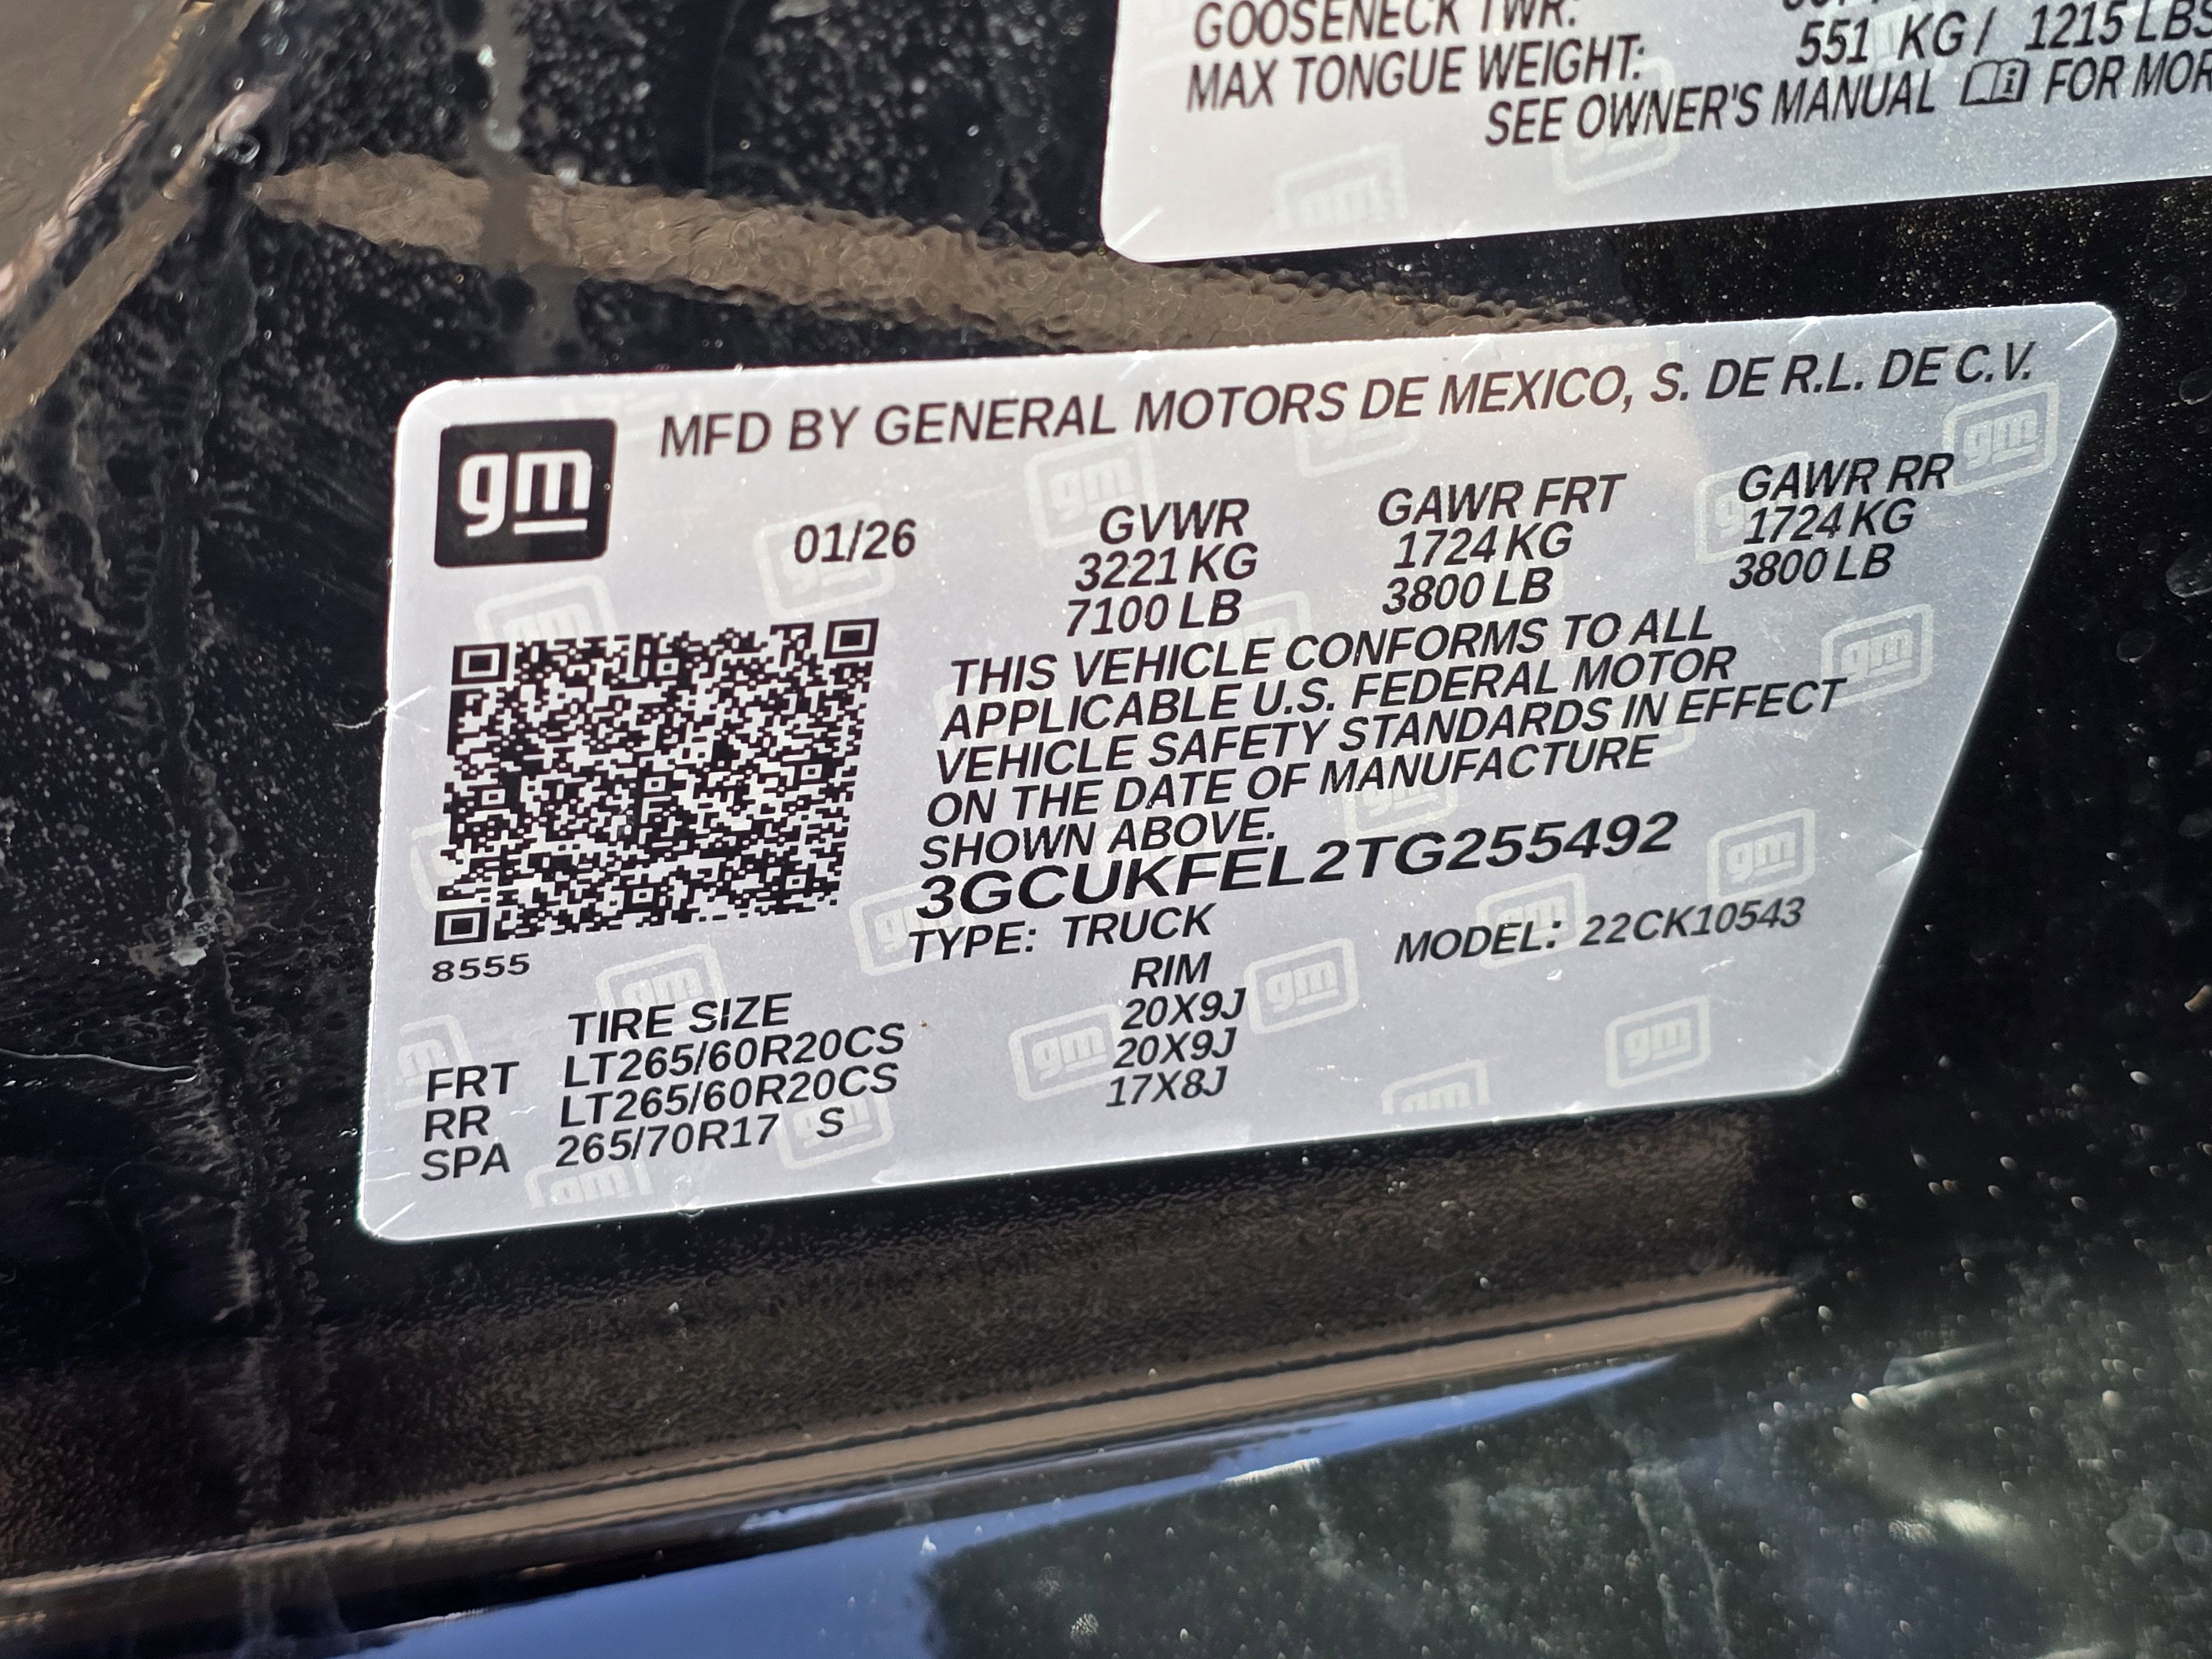 GOOSENECK TWR:
MAX TONGUE WEIGHT: 551 KG / 1215 LBS
SEE OWNER'S MANUAL FOR
gm
MFD BY GENERAL MOTORS DE MEXICO, S. DE R.L. DE C.V.
01/26
GVWR GAWR FRT GAWR RR
3221 KG 1724 KG 1724 KG
7100 LB 3800 LB 3800 LB
THIS VEHICLE CONFORMS TO ALL
APPLICABLE U.S. FEDERAL MOTOR
VEHICLE SAFETY STANDARDS IN EFFECT
ON THE DATE OF MANUFACTURE
SHOWN ABOVE.
3GCUKFEL2TG255492
TYPE: TRUCK MODEL: 22CK10543
8555
TIRE SIZE RIM
FRT LT265/60R20CS 20X9J
RR LT265/60R20CS 20X9J
SPA 265/70R17 S 17X8J